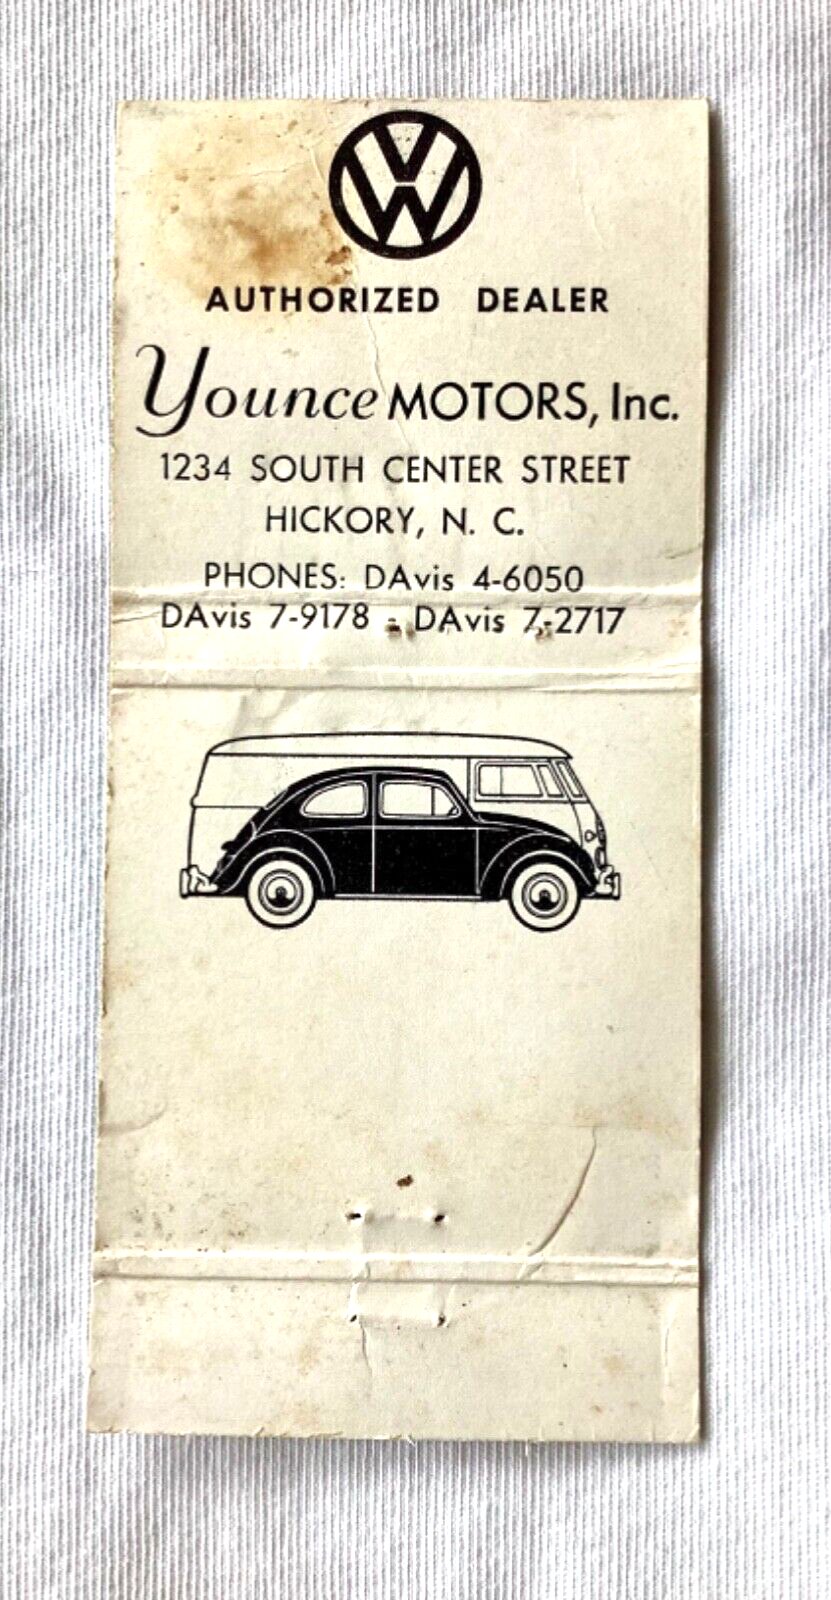 VW
AUTHORIZED DEALER
Younce MOTORS, Inc.
1234 SOUTH CENTER STREET
HICKORY, N. C.
PHONES: DAvis 4-6050
DAvis 7-9178 - DAvis 7-2717